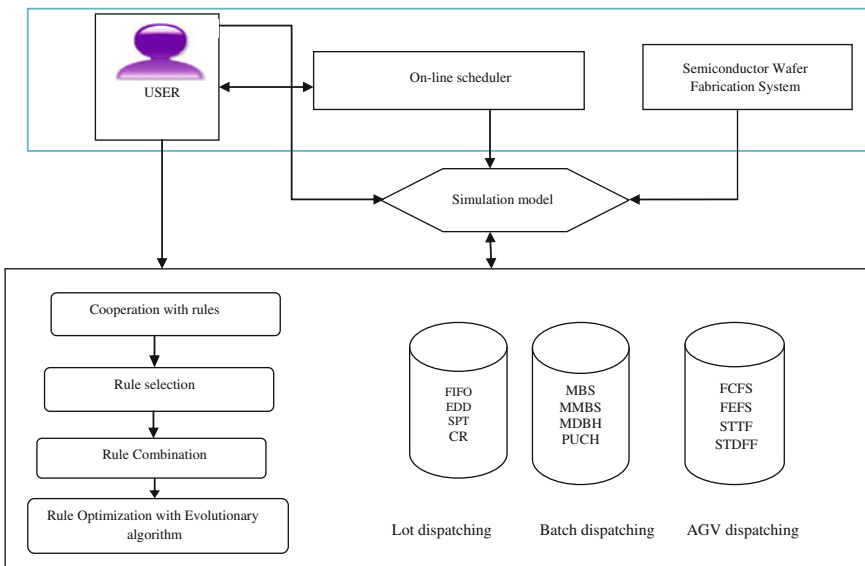 USER
On-line scheduler
Semiconductor Wafer
Fabrication System
Simulation model
Cooperation with rules
Rule selection
Rule Combination
Rule Optimization with Evolutionary
algorithm
FIFO
EDD
SPT
CR
MBS
MMBS
MDBH
PUCH
FCFS
FEFS
STTF
STDFF
Lot dispatching
Batch dispatching
AGV dispatching